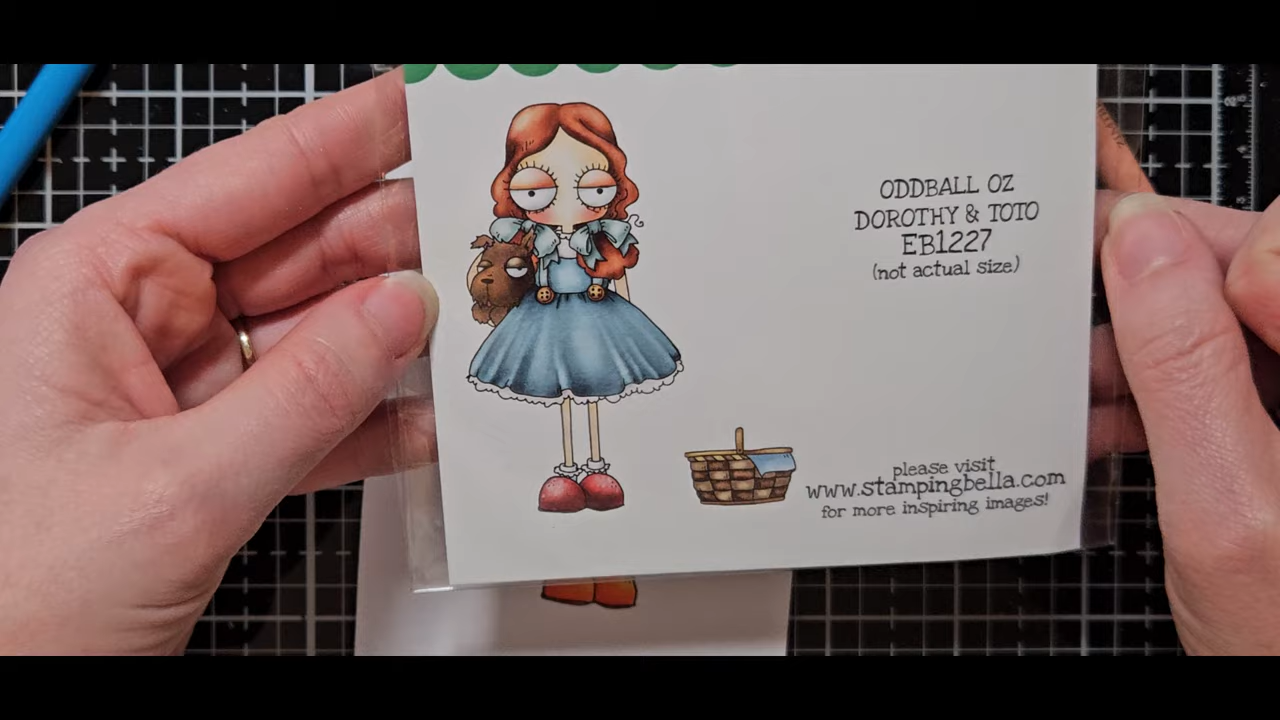 ODDBALL OZ
DOROTHY & TOTO
EB1227
(not actual size)
please visit
www.stampingbella.com
for more inspiring images!